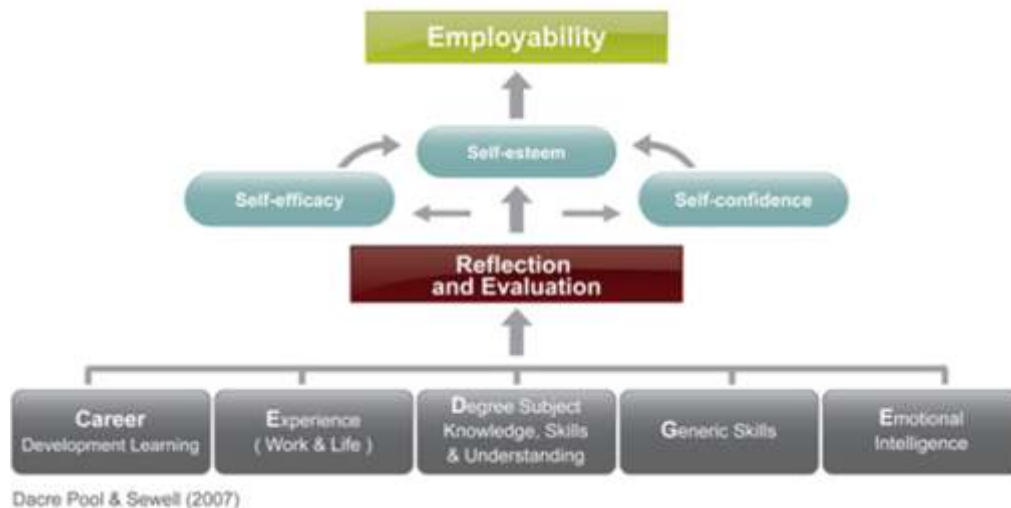 Employability
Self-esteem
Self-efficacy
Self-confidence
Reflection
and Evaluation
Career
Development Learning
Experience
( Work & Life )
Degree Subject
Knowledge, Skills
& Understanding
Generic Skills
Emotional
Intelligence
Dacre Pool & Sewell (2007)